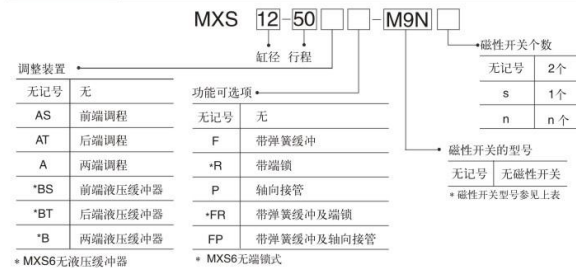 MXS 12-50 □ □ - M9N □
缸径 行程
调整装置
无记号 无
AS 前端调程
AT 后端调程
A 两端调程
*BS 前端液压缓冲器
*BT 后端液压缓冲器
*B 两端液压缓冲器
* MXS6无液压缓冲器
功能可选项
无记号 无
F 带弹簧缓冲
*R 带端锁
P 轴向接管
*FR 带弹簧缓冲及端锁
FP 带弹簧缓冲及轴向接管
* MXS6无端锁式
磁性开关个数
无记号 2个
s 1个
n n个
磁性开关的型号
无记号 无磁性开关
* 磁性开关型号参见上表